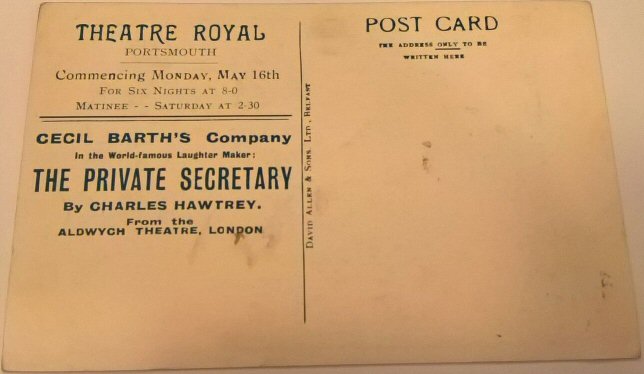 THEATRE ROYAL
PORTSMOUTH
Commencing MONDAY, MAY 16th
FOR SIX NIGHTS AT 8-0
MATINEE - - SATURDAY AT 2-30
CECIL BARTH'S Company
In the World-famous Laughter Maker:
THE PRIVATE SECRETARY
By CHARLES HAWTREY.
From the
ALDWYCH THEATRE, LONDON
DAVID ALLEN & SONS. LTD., BELFAST
POST CARD
THE ADDRESS ONLY TO BE
WRITTEN HERE